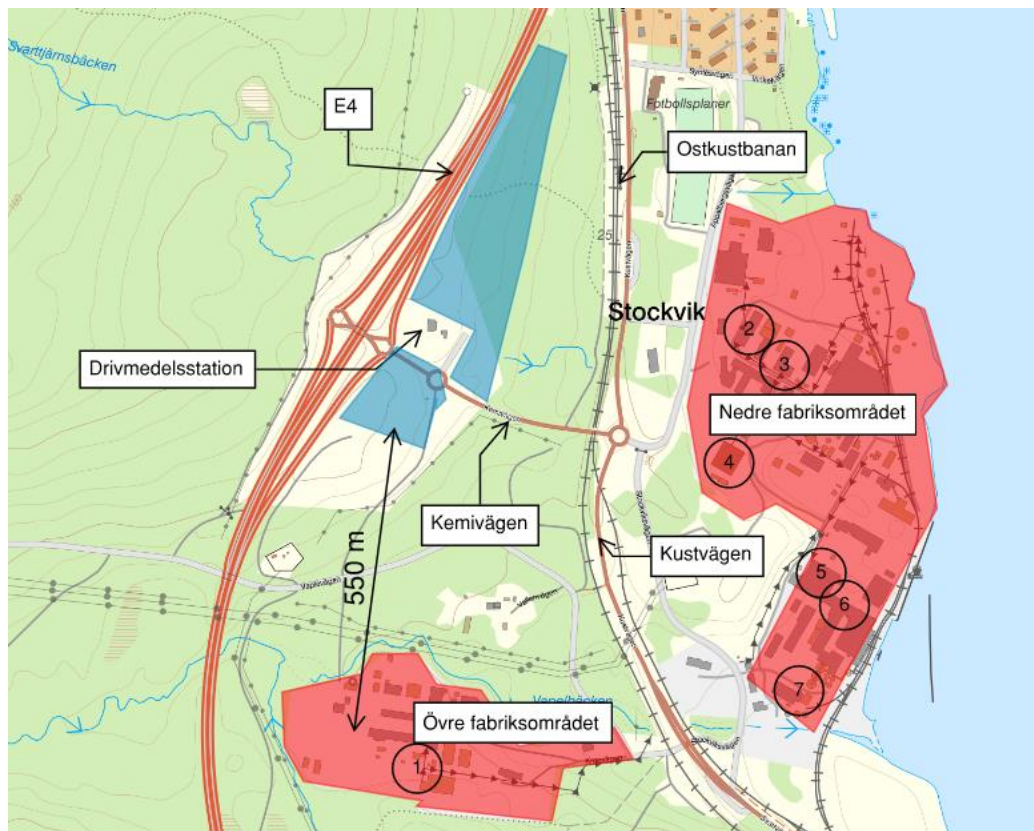 Svarttjärnsbäcken
E4
Fotbollsplaner
Ostkustbanan
25
Kustvägen
Stockvik
2
3
Drivmedelsstation
Nedre fabriksområdet
4
Kemivägen
Kustvägen
550 m
5
6
7
Övre fabriksområdet
1